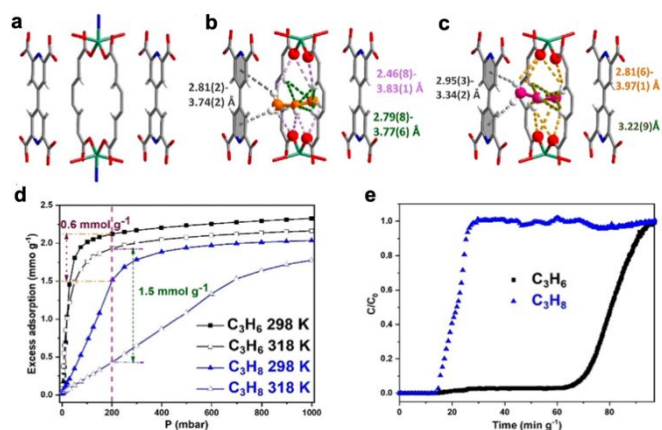 a
b
c
2.81(2)-
3.74(2) Å
2.46(8)-
3.83(1) Å
2.79(8)-
3.77(6) Å
2.95(3)-
3.34(2) Å
2.81(6)-
3.97(1) Å
3.22(9)Å
d
e
Excess adsorption (mmo g⁻¹)
2.5
2.0
1.5
1.0
0.5
0.0
0.6 mmol g⁻¹
1.5 mmol g⁻¹
C₃H₆ 298 K
C₃H₆ 318 K
C₃H₈ 298 K
C₃H₈ 318 K
0 200 400 600 800 1000
P (mbar)
C/C₀
1.0
0.8
0.6
0.4
0.2
0.0
C₃H₆
C₃H₈
0 20 40 60 80
Time (min g⁻¹)